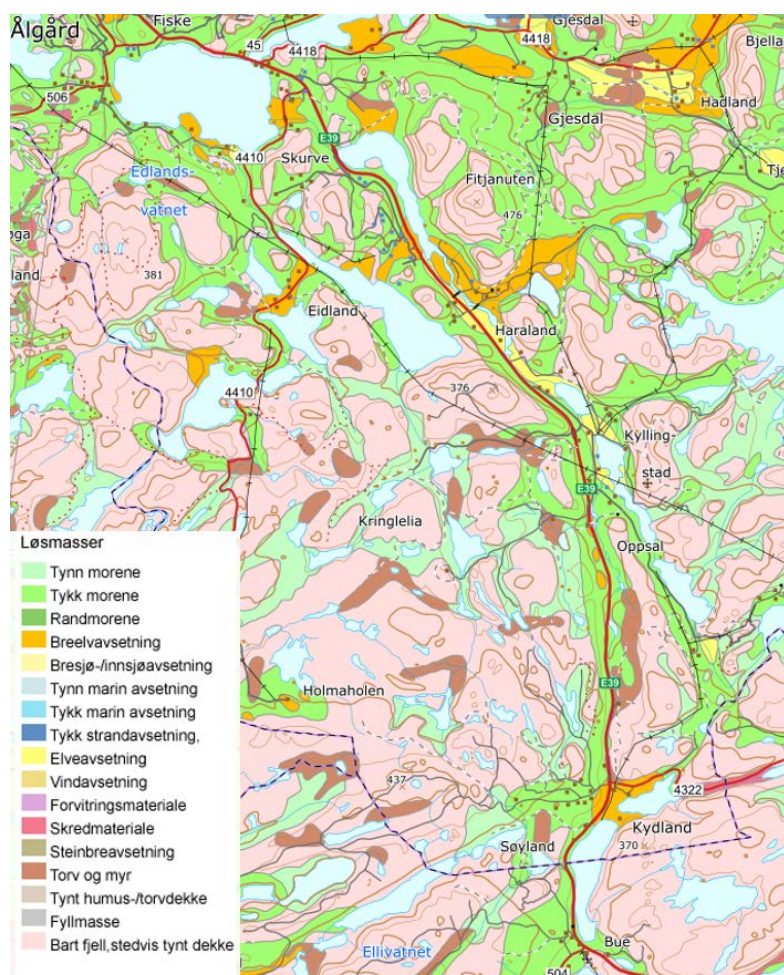 Ålgård
Fiske
45
4418
Gjesdal
4418
Bjella
506
Hadland
E39
Gjesdal
4410
Skurve
Edlands-
vatnet
Fitjanuten
476
381
land
Eidland
Haraland
376
4410
Kylling-
stad
E39
Kringlelia
Oppsal
Løsmasser
Tynn morene
Tykk morene
Randmorene
Breelvavsetning
Bresjø-/innsjøavsetning
Tynn marin avsetning
Tykk marin avsetning
Tykk strandavsetning,
Elveavsetning
Vindavsetning
Forvitringsmateriale
Skredmateriale
Steinbreavsetning
Torv og myr
Tynt humus-/torvdekke
Fyllmasse
Bart fjell,stedvis tynt dekke
E39
Holmaholen
437
4322
Kydland
Søyland
370
Ellivatnet
Bue
504